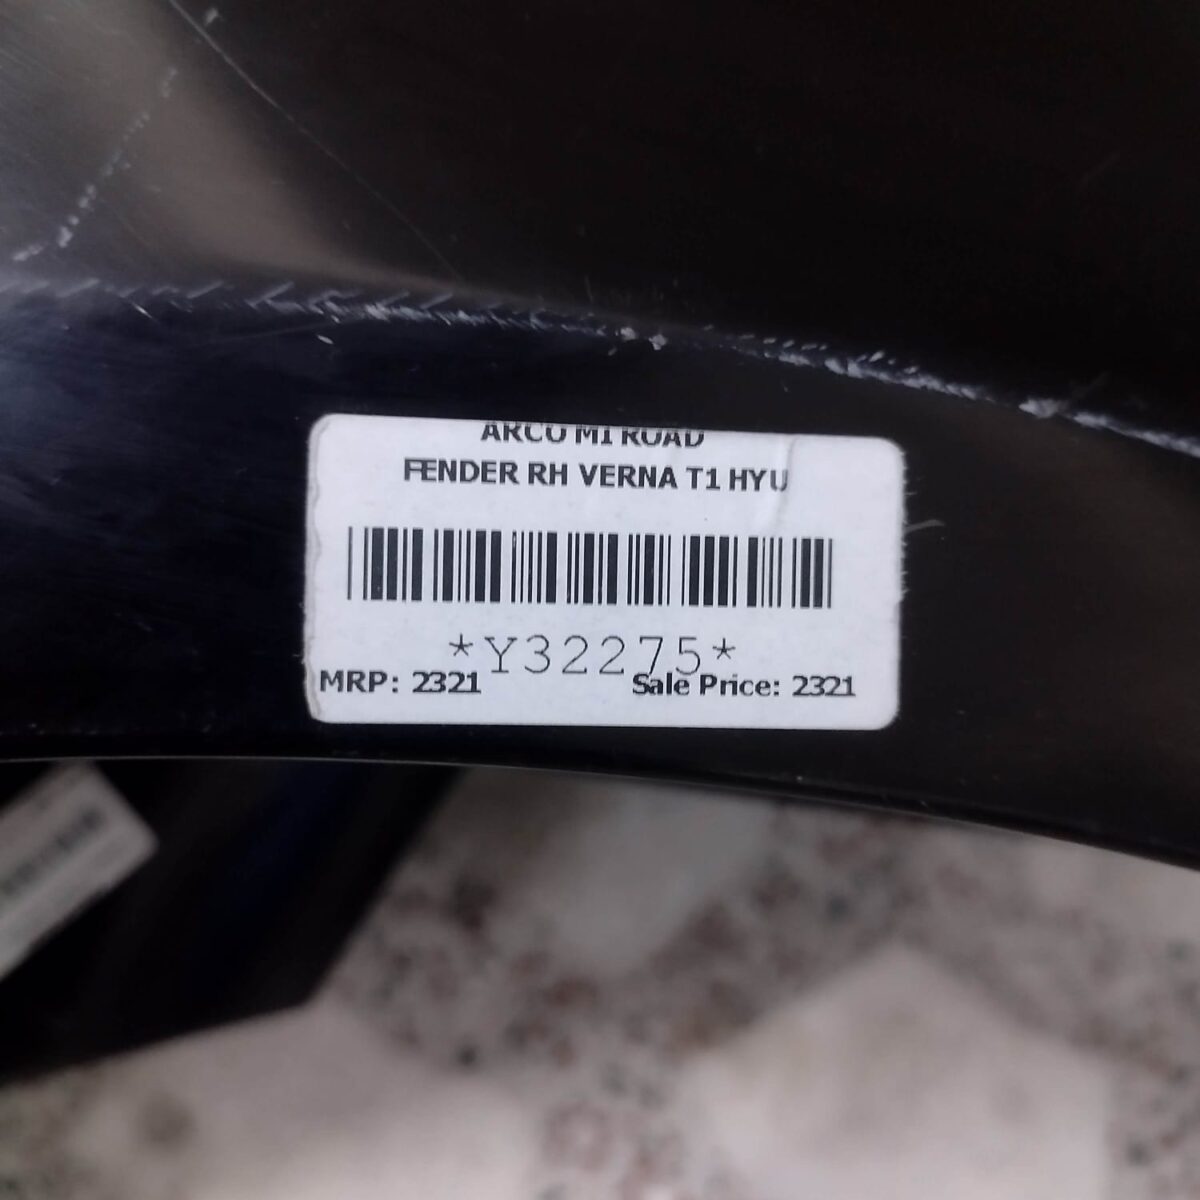 ARCO MI ROAD
FENDER RH VERNA T1 HYU
*Y32275*
MRP: 2321 Sale Price: 2321